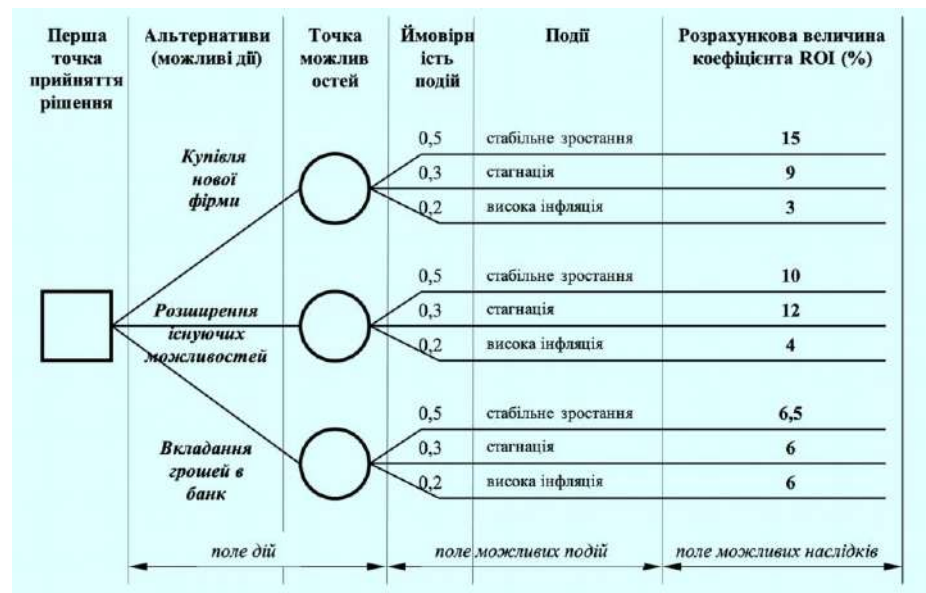 Перша
точка
прийняття
рішення
Альтернативи
(можливі дії)
Точка
можлив
остей
Ймовірн
ість
подій
Події
Розрахункова величина
коефіцієнта ROI (%)
Купівля
нової
фірми
0,5 стабільне зростання 15
0,3 стагнація 9
0,2 висока інфляція 3
Розширення
існуючих
можливостей
0,5 стабільне зростання 10
0,3 стагнація 12
0,2 висока інфляція 4
Вкладання
грошей в
банк
0,5 стабільне зростання 6,5
0,3 стагнація 6
0,2 висока інфляція 6
поле дій
поле можливих подій
поле можливих наслідків